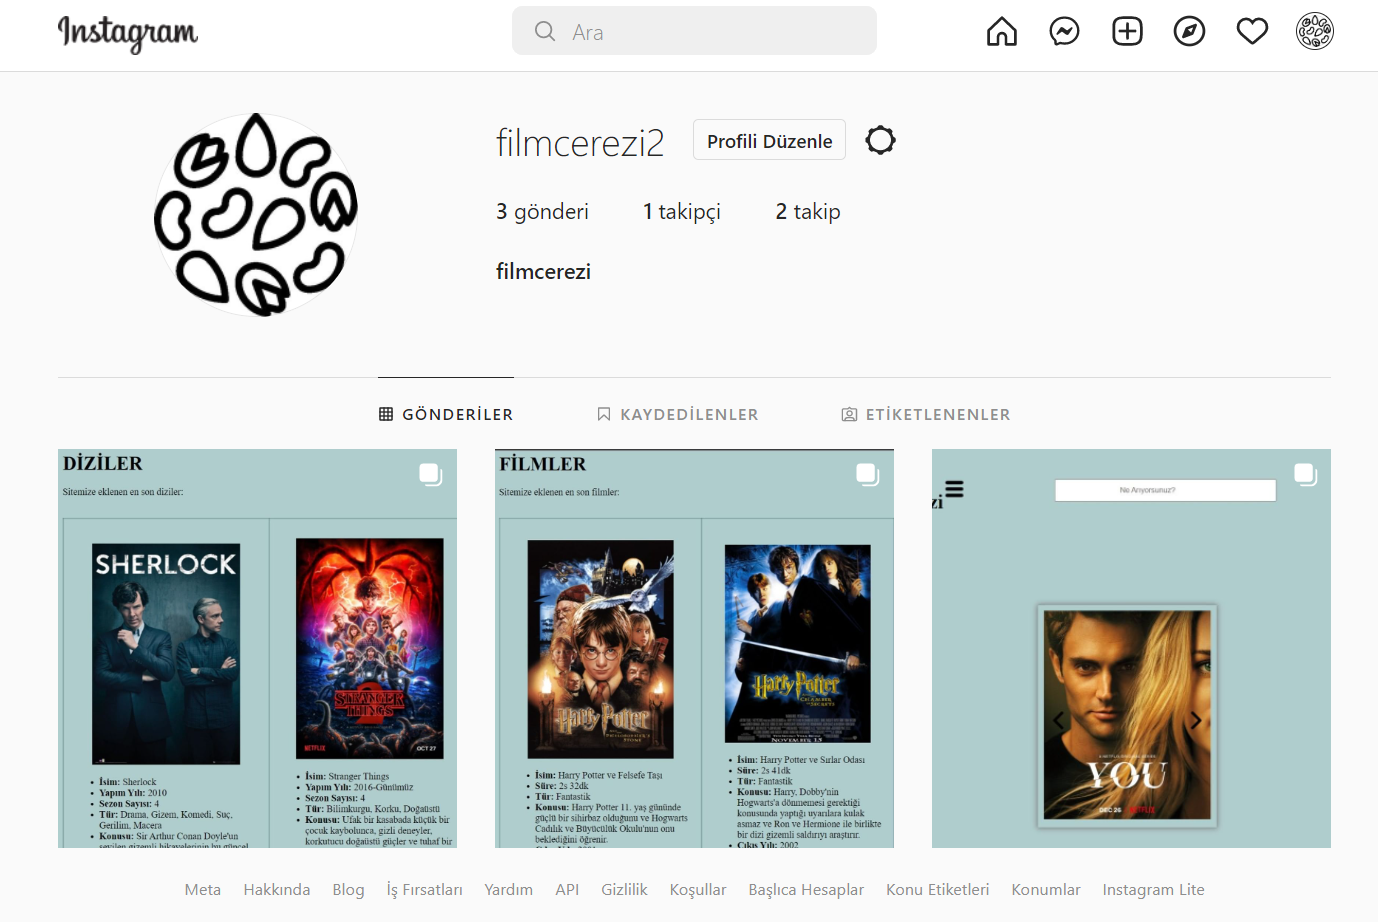 Instagram
Ara
filmcerezi2
Profili Düzenle
3 gönderi 1 takipçi 2 takip
filmcerezi
GÖNDERİLER KAYDEDİLENLER ETİKETLENENLER
DİZİLER
Sitemize eklenen en son diziler:
SHERLOCK
STRANGER
THINGS
2
NETFLIX
OCT 27
İsim: Sherlock
Yapım Yılı: 2010
Sezon Sayısı: 4
Tür: Drama, Gizem, Komedi, Suç,
Gerilim, Macera
Konusu: Sir Arthur Conan Doyle'un
sevilen gizemli hikayelerinin bu güncel
İsim: Stranger Things
Yapım Yılı: 2016-Günümüz
Sezon Sayısı: 4
Tür: Bilimkurgu, Korku, Doğaüstü
Konusu: Ufak bir kasabada küçük bir
çocuk kaybolunca, gizli deneyler,
korkutucu doğaüstü güçler ve tuhaf bir
FİLMLER
Sitemize eklenen en son filmler:
Harry Potter
Harry Potter
CHAMBER
OF SECRETS
NOVEMBER 15
İsim: Harry Potter ve Felsefe Taşı
Süre: 2s 32dk
Tür: Fantastik
Konusu: Harry Potter 11. yaş gününde
güçlü bir sihirbaz olduğunu ve Hogwarts
Cadılık ve Büyücülük Okulu'nun onu
beklediğini öğrenir.
İsim: Harry Potter ve Sırlar Odası
Süre: 2s 41dk
Tür: Fantastik
Konusu: Harry, Dobby'nin
Hogwarts'a dönmemesi gerektiği
konusunda yaptığı uyarılara kulak
asmaz ve Ron ve Hermione ile birlikte
bir dizi gizemli saldırıyı araştırır.
Çıkış Yılı: 2002
zi
Ne Arıyorsunuz?
YOU
DEC 26 NETFLIX
Meta Hakkında Blog İş Fırsatları Yardım API Gizlilik Koşullar Başlıca Hesaplar Konu Etiketleri Konumlar Instagram Lite